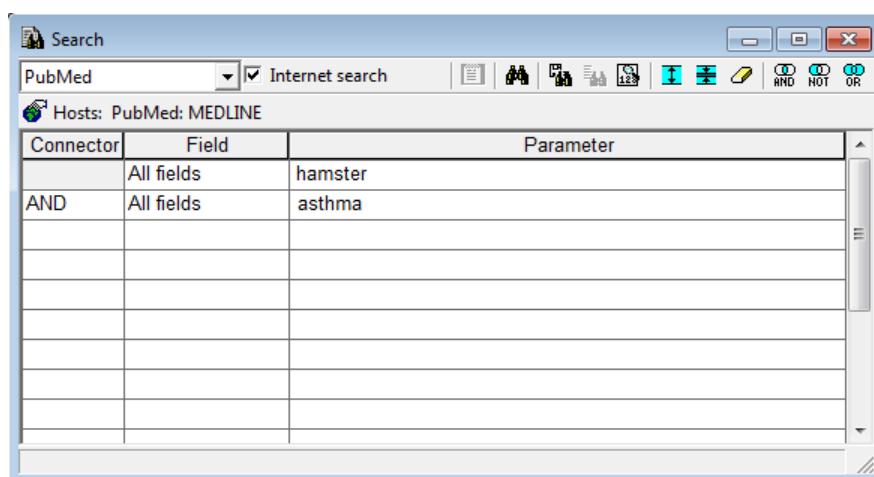 Search
PubMed Internet search 123 AND NOT OR
Hosts: PubMed: MEDLINE
Connector Field Parameter
All fields hamster
AND All fields asthma